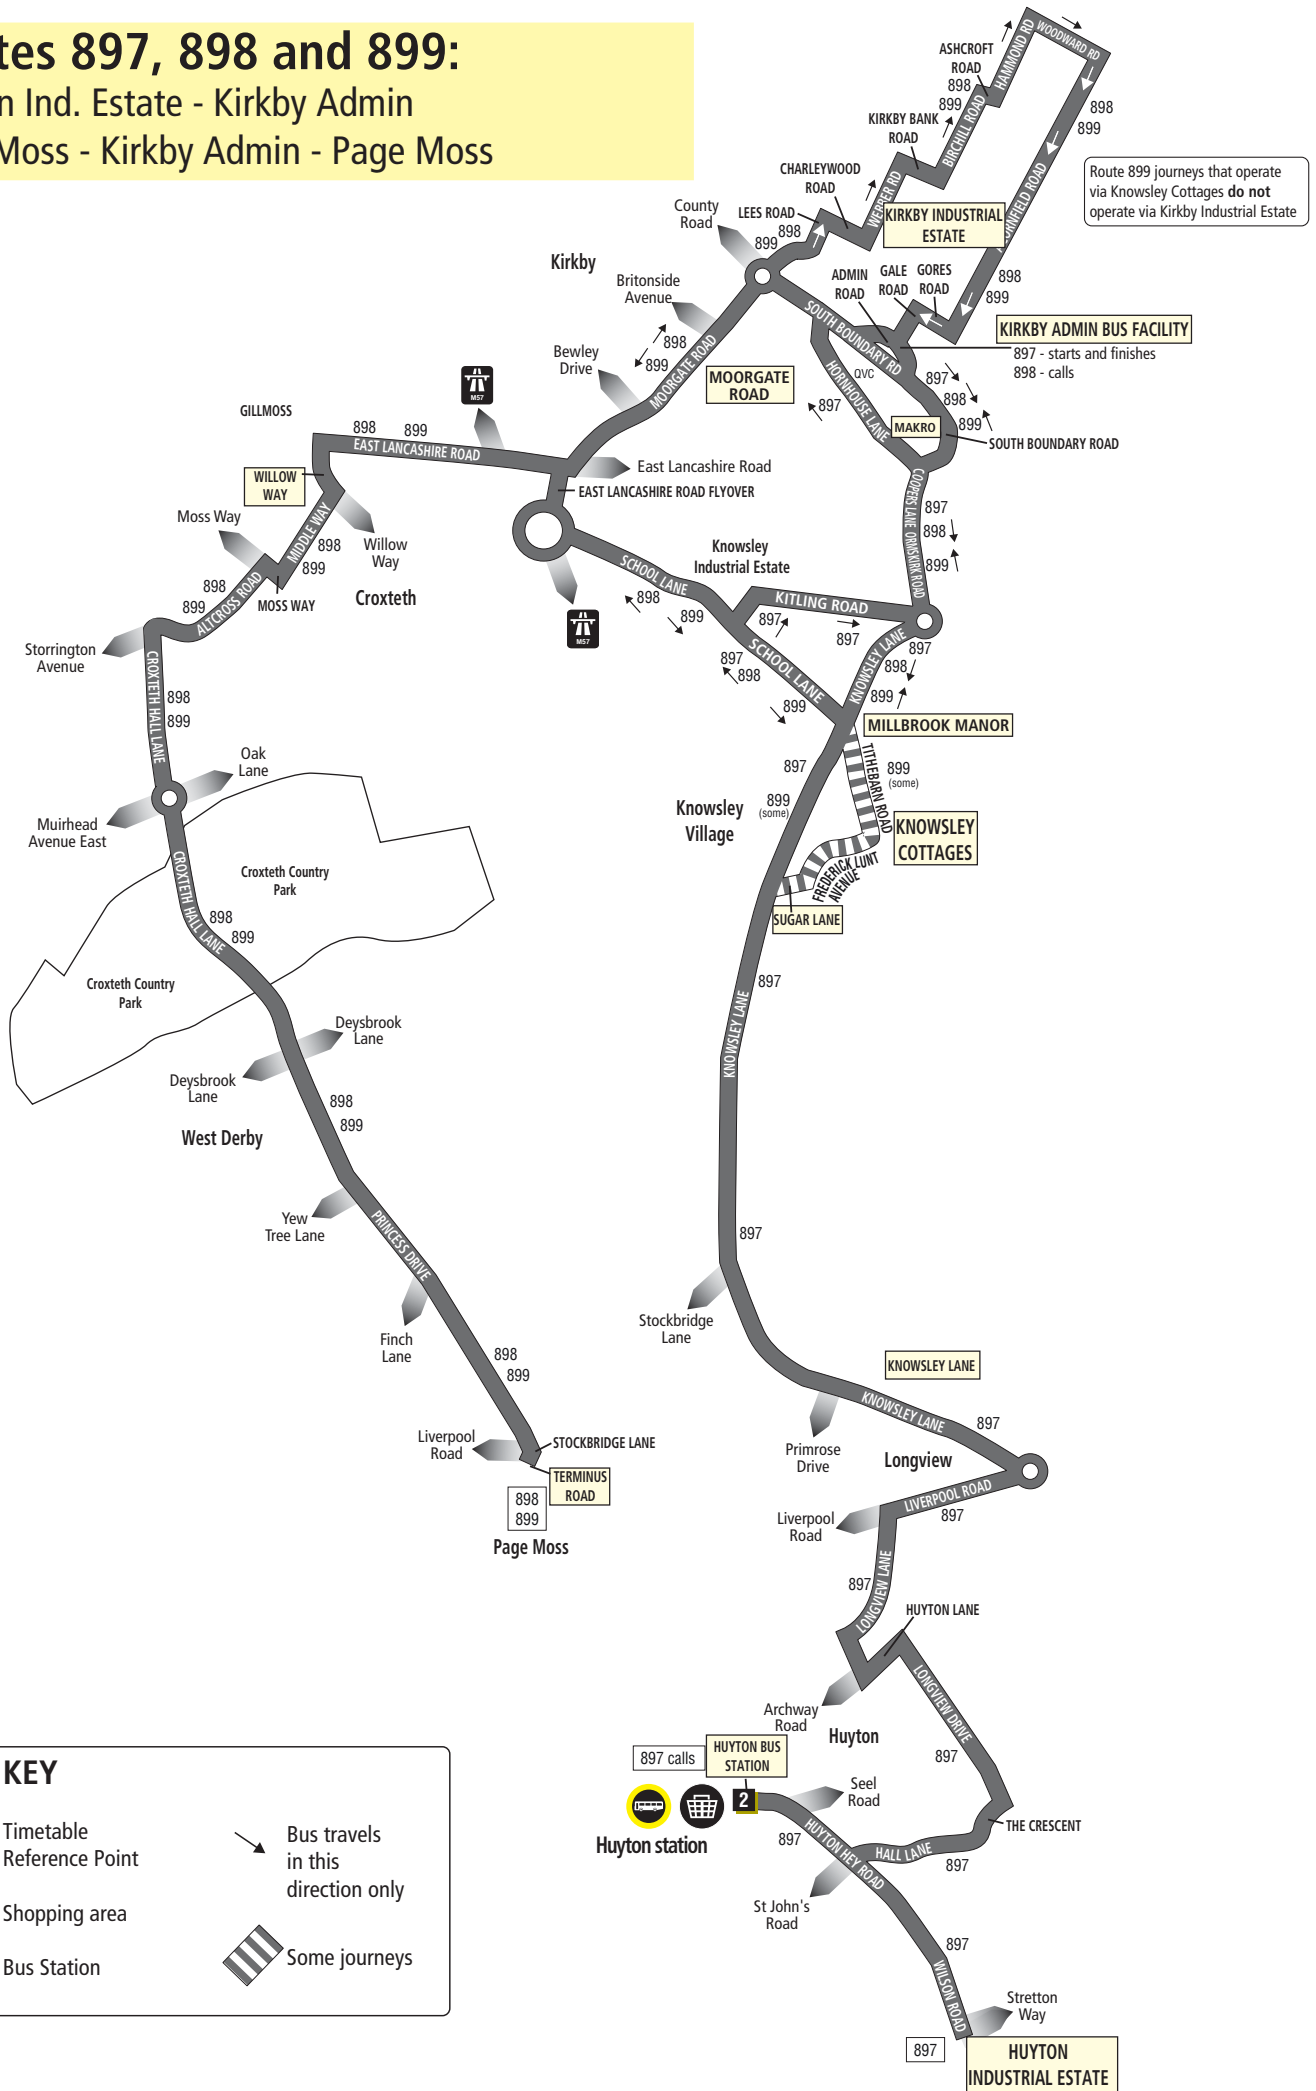 tes 897, 898 and 899:
n Ind. Estate - Kirkby Admin
Moss - Kirkby Admin - Page Moss
WOODWARD RD
HAMMOND RD
ASHCROFT
ROAD
898
899
BIRCHILL ROAD
KIRKBY BANK
ROAD
898
899
CHARLEYWOOD
ROAD
WEBBER RD
Route 899 journeys that operate
via Knowsley Cottages do not
operate via Kirkby Industrial Estate
KIRKBY INDUSTRIAL
ESTATE
County
Road
LEES ROAD
898
899
Kirkby
Britonside
Avenue
ADMIN
ROAD
GALE
ROAD
GORES
ROAD
898
899
SOUTH BOUNDARY RD
KIRKBY ADMIN BUS FACILITY
897 - starts and finishes
898 - calls
898
899
MOORGATE ROAD
Bewley
Drive
MOORGATE
ROAD
HORNHOUSE LANE
QVC
897
898
899
897
MAKRO
SOUTH BOUNDARY ROAD
M57
GILLMOSS
898
899
EAST LANCASHIRE ROAD
East Lancashire Road
EAST LANCASHIRE ROAD FLYOVER
WILLOW
WAY
Moss Way
MIDDLE WAY
898
899
Willow
Way
COOPERS LANE
ORMSKIRK ROAD
897
898
899
Knowsley
Industrial Estate
SCHOOL LANE
KITLING ROAD
898
899
ALTCROSS ROAD
MOSS WAY
Croxteth
M57
898
899
897
897
897
898
SCHOOL LANE
899
KNOWSLEY LANE
897
898
899
Storrington
Avenue
CROXTETH HALL LANE
898
899
MILLBROOK MANOR
Oak
Lane
897
899
(some)
TITHEBARN ROAD
899
(some)
Muirhead
Avenue East
Knowsley
Village
KNOWSLEY
COTTAGES
CROXTETH HALL LANE
Croxteth Country
Park
FREDERICK LUNT
AVENUE
SUGAR LANE
898
899
Croxteth Country
Park
897
KNOWSLEY LANE
Deysbrook
Lane
Deysbrook
Lane
898
899
West Derby
Yew
Tree Lane
PRINCESS DRIVE
897
Finch
Lane
Stockbridge
Lane
898
899
KNOWSLEY LANE
KNOWSLEY LANE
897
Liverpool
Road
STOCKBRIDGE LANE
Primrose
Drive
Longview
TERMINUS
ROAD
898
899
Page Moss
LIVERPOOL ROAD
897
Liverpool
Road
897
LONGVIEW LANE
HUYTON LANE
LONGVIEW DRIVE
Archway
Road
Huyton
897
897 calls
HUYTON BUS
STATION
2
Seel
Road
Huyton station
897
HUYTON HEY ROAD
HALL LANE
THE CRESCENT
897
St John's
Road
897
WILSON ROAD
Stretton
Way
897
HUYTON
INDUSTRIAL ESTATE
KEY
Timetable
Reference Point
Shopping area
Bus Station
Bus travels
in this
direction only
Some journeys